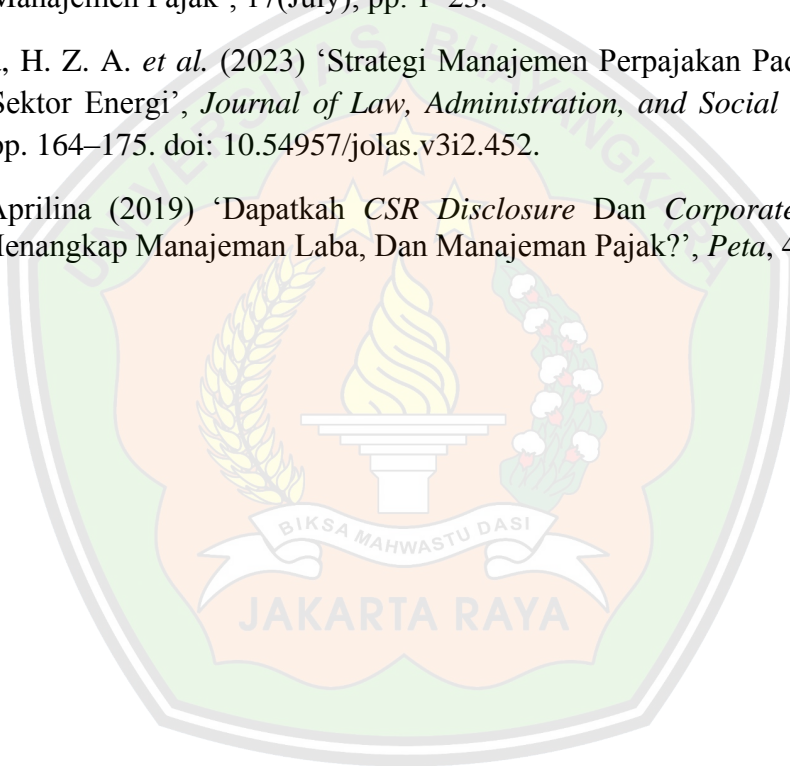 Manajemen Pajak', 17(July), pp. 1–23.
, H. Z. A. et al. (2023) 'Strategi Manajemen Perpajakan Pad
Sektor Energi', Journal of Law, Administration, and Social
pp. 164–175. doi: 10.54957/jolas.v3i2.452.
Aprilina (2019) 'Dapatkah CSR Disclosure Dan Corporate
Menangkap Manajeman Laba, Dan Manajeman Pajak?', Peta, 4
UNIVERSITAS BHAYANGKARA
BIKSA MAHWASTU DASI
JAKARTA RAYA